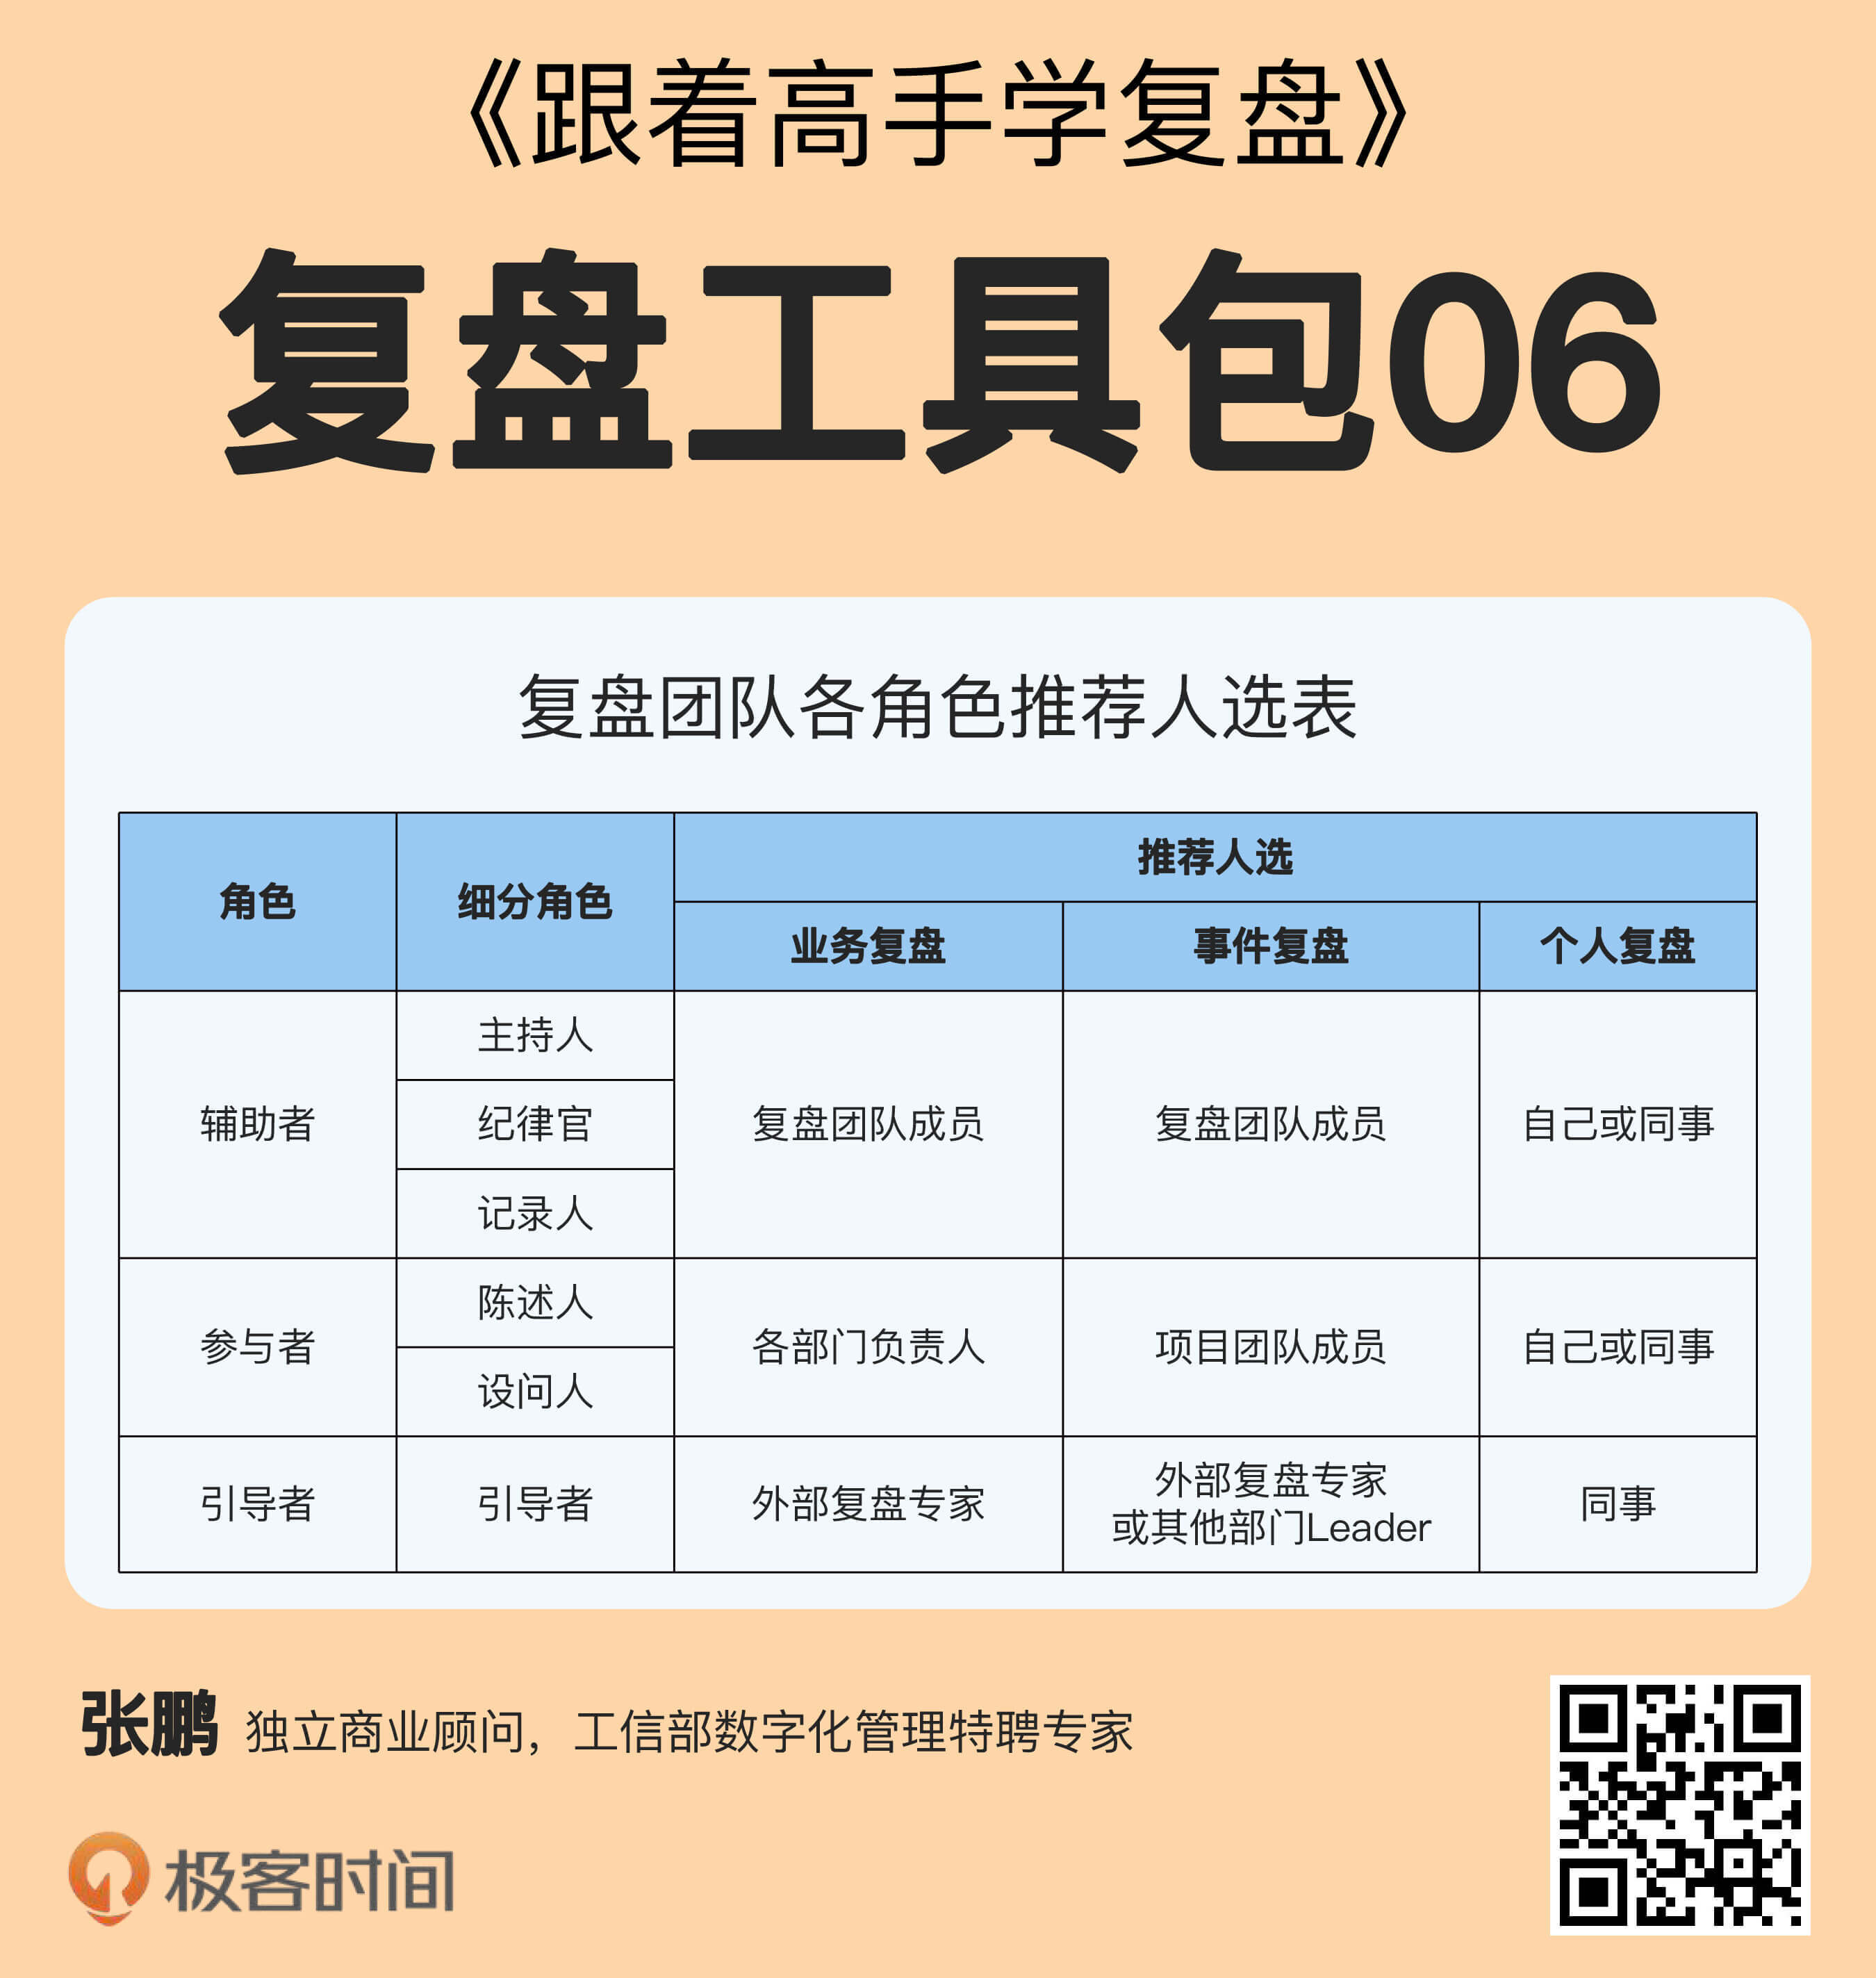 《跟着高手学复盘》
复盘工具包06
复盘团队各角色推荐人选表
角色 细分角色 推荐人选
业务复盘 事件复盘 个人复盘
辅助者 主持人 纪律官 记录人 复盘团队成员 复盘团队成员 自己或同事
参与者 陈述人 设问人 各部门负责人 项目团队成员 自己或同事
引导者 引导者 外部复盘专家 外部复盘专家
或其他部门Leader 同事
张鹏 独立商业顾问，工信部数字化管理特聘专家
极客时间